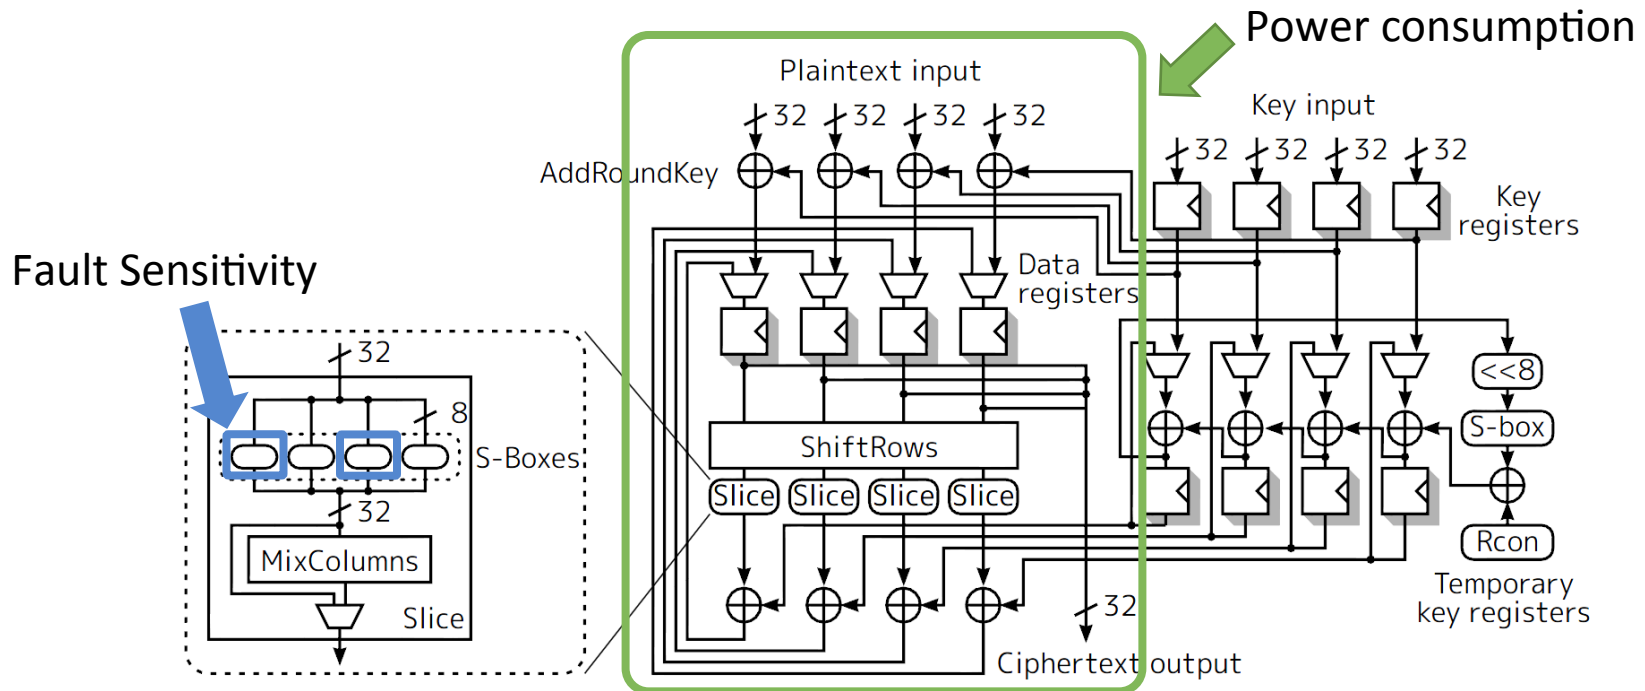 Power consumption
Plaintext input
32 32 32 32
Key input
32 32 32 32
AddRoundKey
Key
registers
Data
registers
Fault Sensitivity
32
<<8
8
S-box
ShiftRows
S-Boxes
Slice Slice Slice Slice
32
Rcon
MixColumns
Temporary
key registers
32
Slice
Ciphertext output